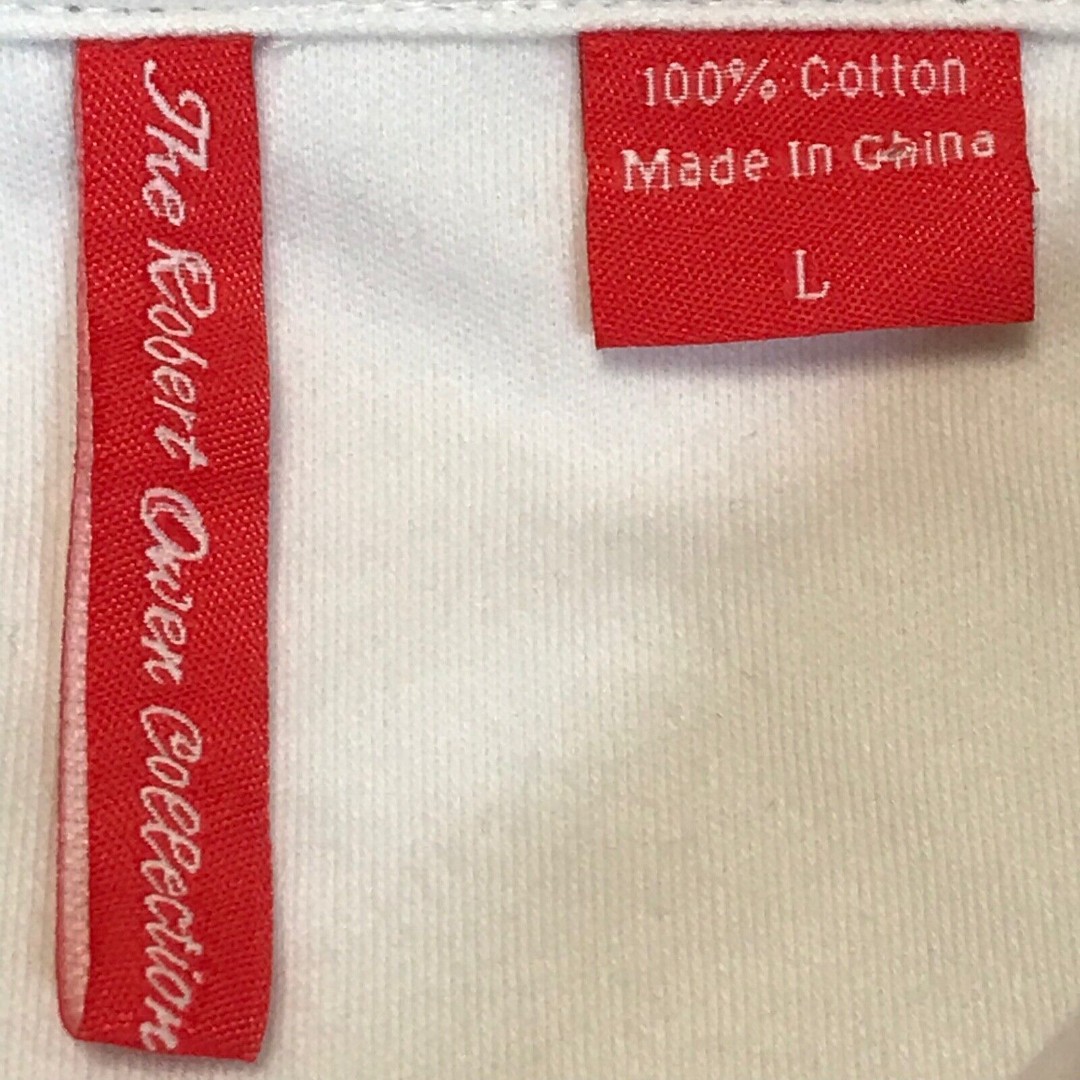 The Robert Owen Collection
100% Cotton
Made In China
L